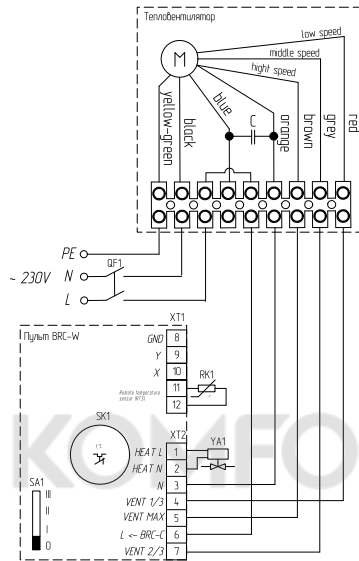 Тепловентилятор
low speed
middle speed
hight speed
M
yellow-green
black
blue
C
orange
brown
grey
red
PE
QF1
~ 230V
N
L
Пульт BRC-W
XT1
GND
8
Y
9
X
10
Remote temperature
sensor (NTS)
11
RK1
12
SK1
t°C
XT2
HEAT L
1
YA1
HEAT N
2
SA1
N
3
III
VENT 1/3
4
II
VENT MAX
5
I
L <- BRC-C
6
0
VENT 2/3
7
KOMFO